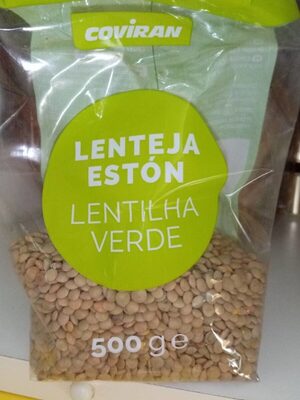 COVIRAN
LENTEJA
ESTÓN
LENTILHA
VERDE
500 g e